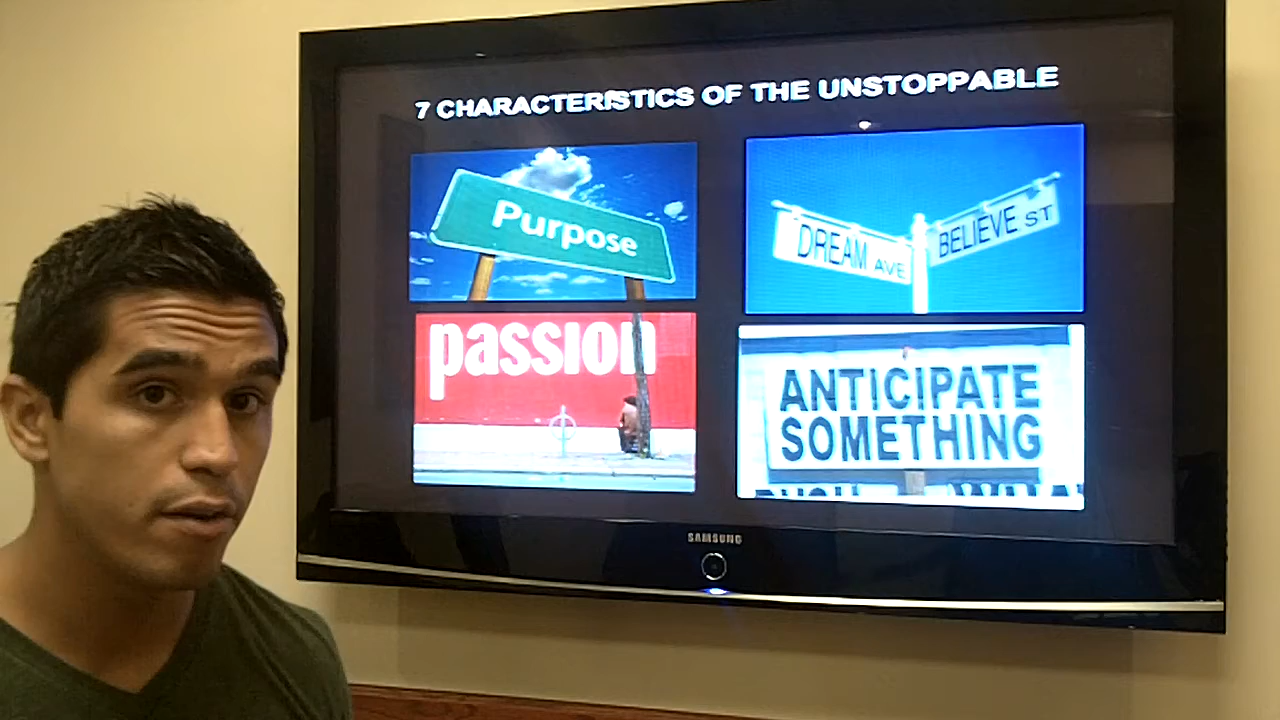 7 CHARACTERISTICS OF THE UNSTOPPABLE
Purpose
DREAM AVE
BELIEVE ST
passion
ANTICIPATE
SOMETHING
SAMSUNG